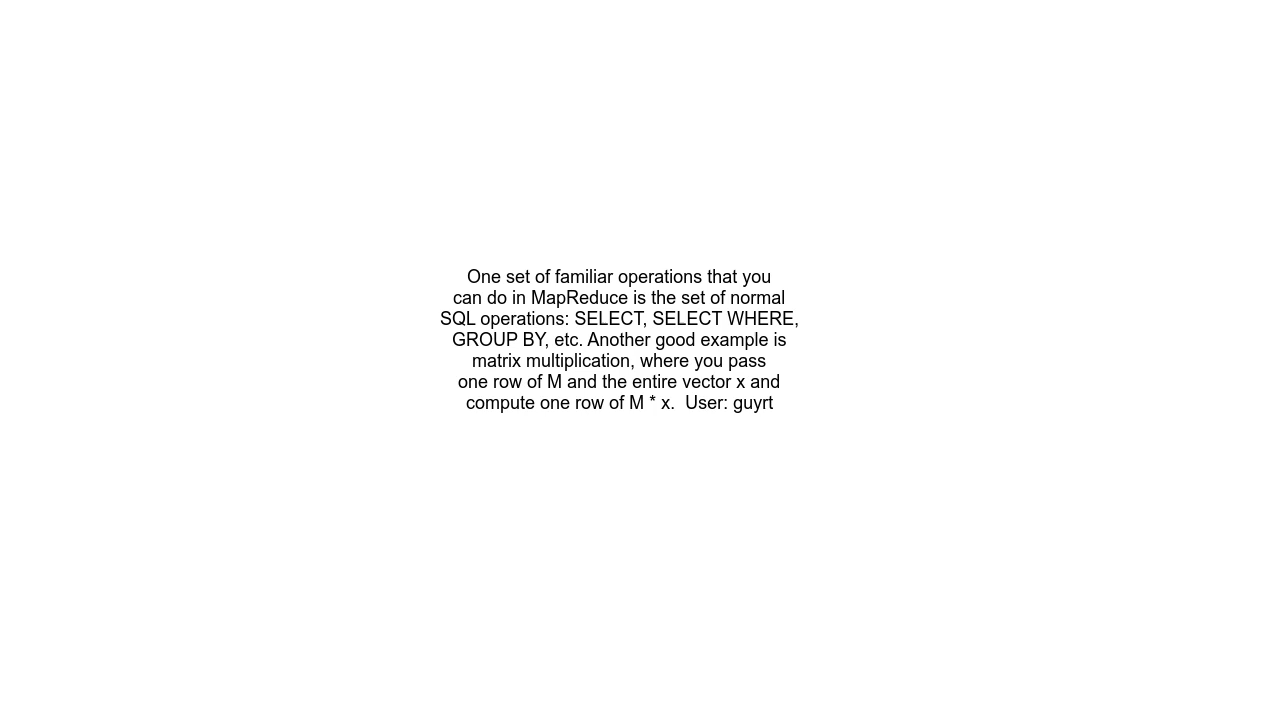 One set of familiar operations that you
can do in MapReduce is the set of normal
SQL operations: SELECT, SELECT WHERE,
GROUP BY, etc. Another good example is
matrix multiplication, where you pass
one row of M and the entire vector x and
compute one row of M * x.  User: guyrt